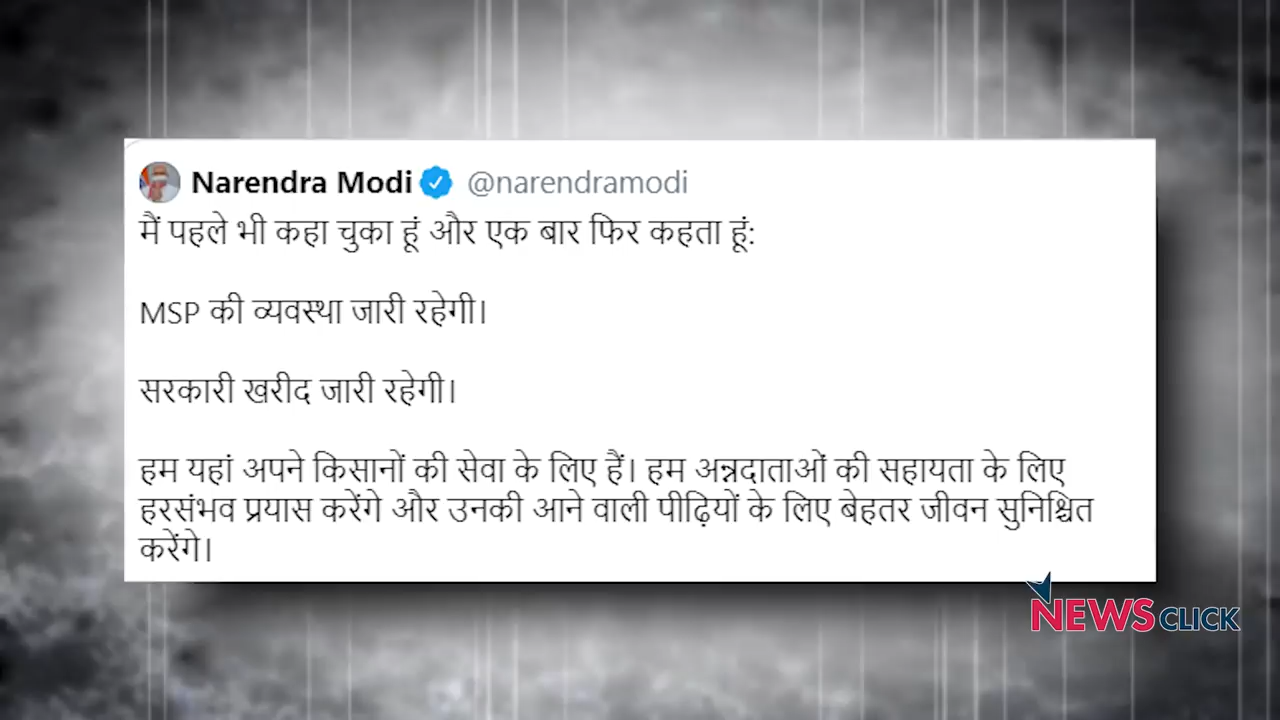 Narendra Modi @narendramodi
मैं पहले भी कहा चुका हूं और एक बार फिर कहता हूं:
MSP की व्यवस्था जारी रहेगी।
सरकारी खरीद जारी रहेगी।
हम यहां अपने किसानों की सेवा के लिए हैं। हम अन्नदाताओं की सहायता के लिए
हरसंभव प्रयास करेंगे और उनकी आने वाली पीढ़ियों के लिए बेहतर जीवन सुनिश्चित
करेंगे।
NEWSCLICK